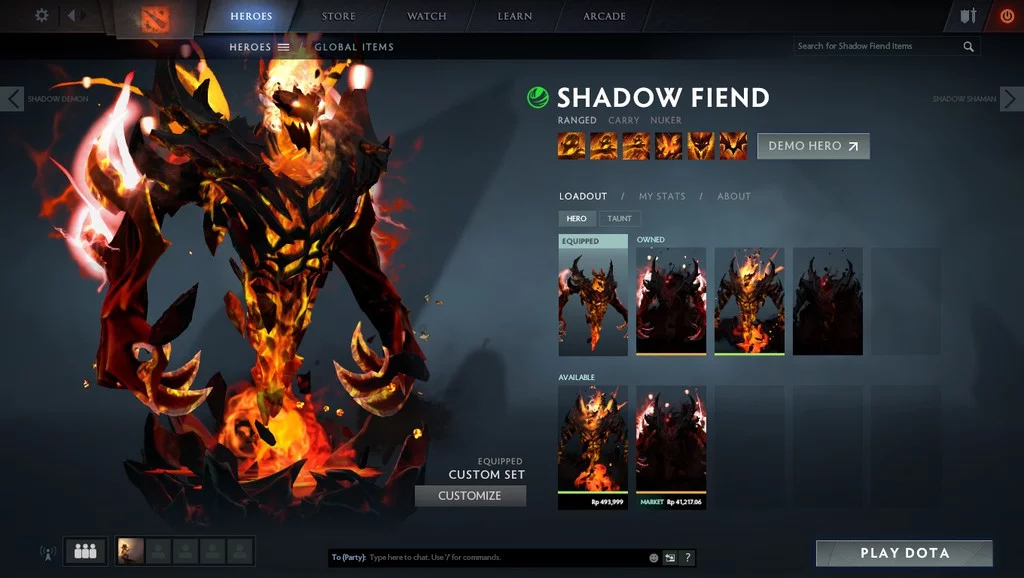 HEROES STORE WATCH LEARN ARCADE
HEROES / GLOBAL ITEMS
Search for Shadow Fiend Items
SHADOW DEMON
SHADOW FIEND
SHADOW SHAMAN
RANGED CARRY NUKER
DEMO HERO
LOADOUT / MY STATS / ABOUT
HERO TAUNT
EQUIPPED
OWNED
AVAILABLE
Rp 493,999
MARKET Rp 41,217.06
EQUIPPED
CUSTOM SET
CUSTOMIZE
To (Party): Type here to chat. Use '/' for commands.
?
PLAY DOTA